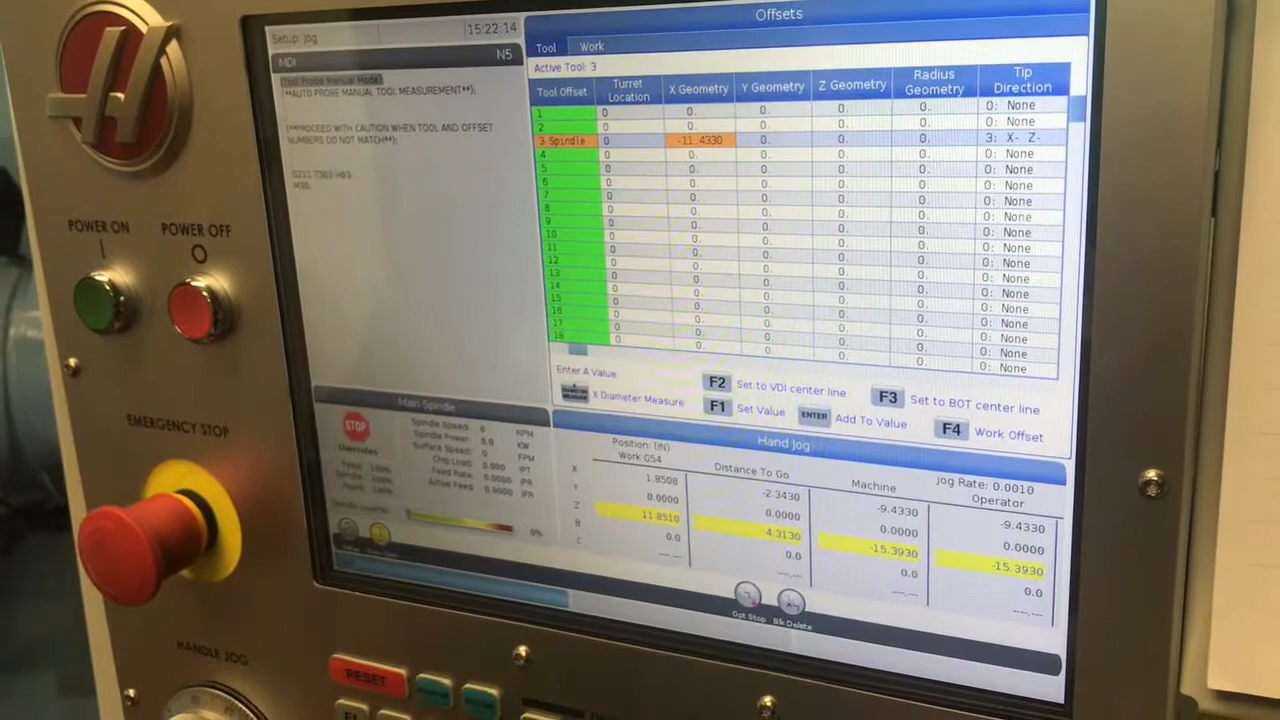 Setup: Jog
15:22:14
MDI
N5
(Tool Probe Manual Mode)
(**AUTO PROBE MANUAL TOOL MEASUREMENT**);
(**PROCEED WITH CAUTION WHEN TOOL AND OFFSET
NUMBERS DO NOT MATCH**);
M30;
Offsets
Tool Work
Active Tool: 3
Tool Offset Turret Location X Geometry Y Geometry Z Geometry Radius Geometry Tip Direction
1 0 0. 0. 0. 0. 0: None
2 0 0. 0. 0. 0. 0: None
3 Spindle 0 -11.4330 0. 0. 0. 3: X- Z-
4 0 0. 0. 0. 0. 0: None
5 0 0. 0. 0. 0. 0: None
6 0 0. 0. 0. 0. 0: None
7 0 0. 0. 0. 0. 0: None
8 0 0. 0. 0. 0. 0: None
9 0 0. 0. 0. 0. 0: None
10 0 0. 0. 0. 0. 0: None
11 0 0. 0. 0. 0. 0: None
12 0 0. 0. 0. 0. 0: None
13 0 0. 0. 0. 0. 0: None
14 0 0. 0. 0. 0. 0: None
15 0 0. 0. 0. 0. 0: None
16 0 0. 0. 0. 0. 0: None
17 0 0. 0. 0. 0. 0: None
18 0 0. 0. 0. 0. 0: None
Enter A Value
X Diameter Measure F2 Set to VDI center line F3 Set to BOT center line
F1 Set Value ENTER Add To Value F4 Work Offset
Main Spindle
STOP
Overrides
Feed: 100%
Spindle: 100%
Rapid: 100%
Spindle Speed: 0 RPM
Spindle Power: 0.0 KW
Surface Speed: 0 FPM
Chip Load: 0.000 IPT
Feed Rate: 0.0000 IPR
Active Feed: 0.0000 IPR
Spindle Load(%)
0%
Hand Jog
Jog Rate: 0.0010
Position: (IN)
Work G54 Distance To Go Machine Operator
X 1.8508 -2.3430 -9.4330 -9.4330
Y 0.0000 0.0000 0.0000 0.0000
Z 11.8510 4.3130 -15.3930 -15.3930
B 0.0 0.0 0.0 0.0
C ---.-- ---.-- ---.-- ---.--
Opt Stop Blk Delete
POWER ON
POWER OFF
EMERGENCY STOP
HANDLE JOG
RESET
F1